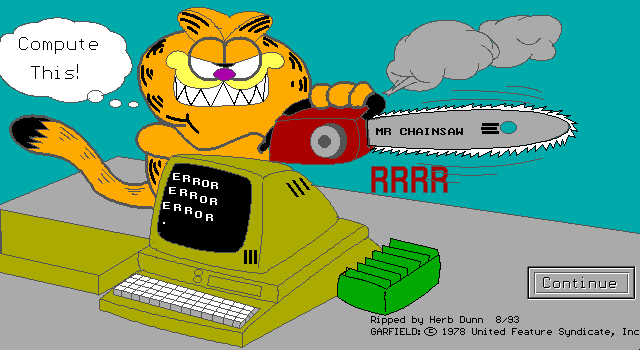 Compute
This!
MR CHAINSAW
RRRR
ERROR
ERROR
ERROR
.
Continue
Ripped by Herb Dunn 8/93
GARFIELD: © 1978 United Feature Syndicate, Inc